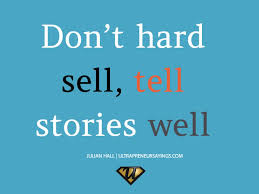 Don't hard
sell, tell
stories well
JULIAN HALL | ULTRAPRENEURSAYINGS.COM
W